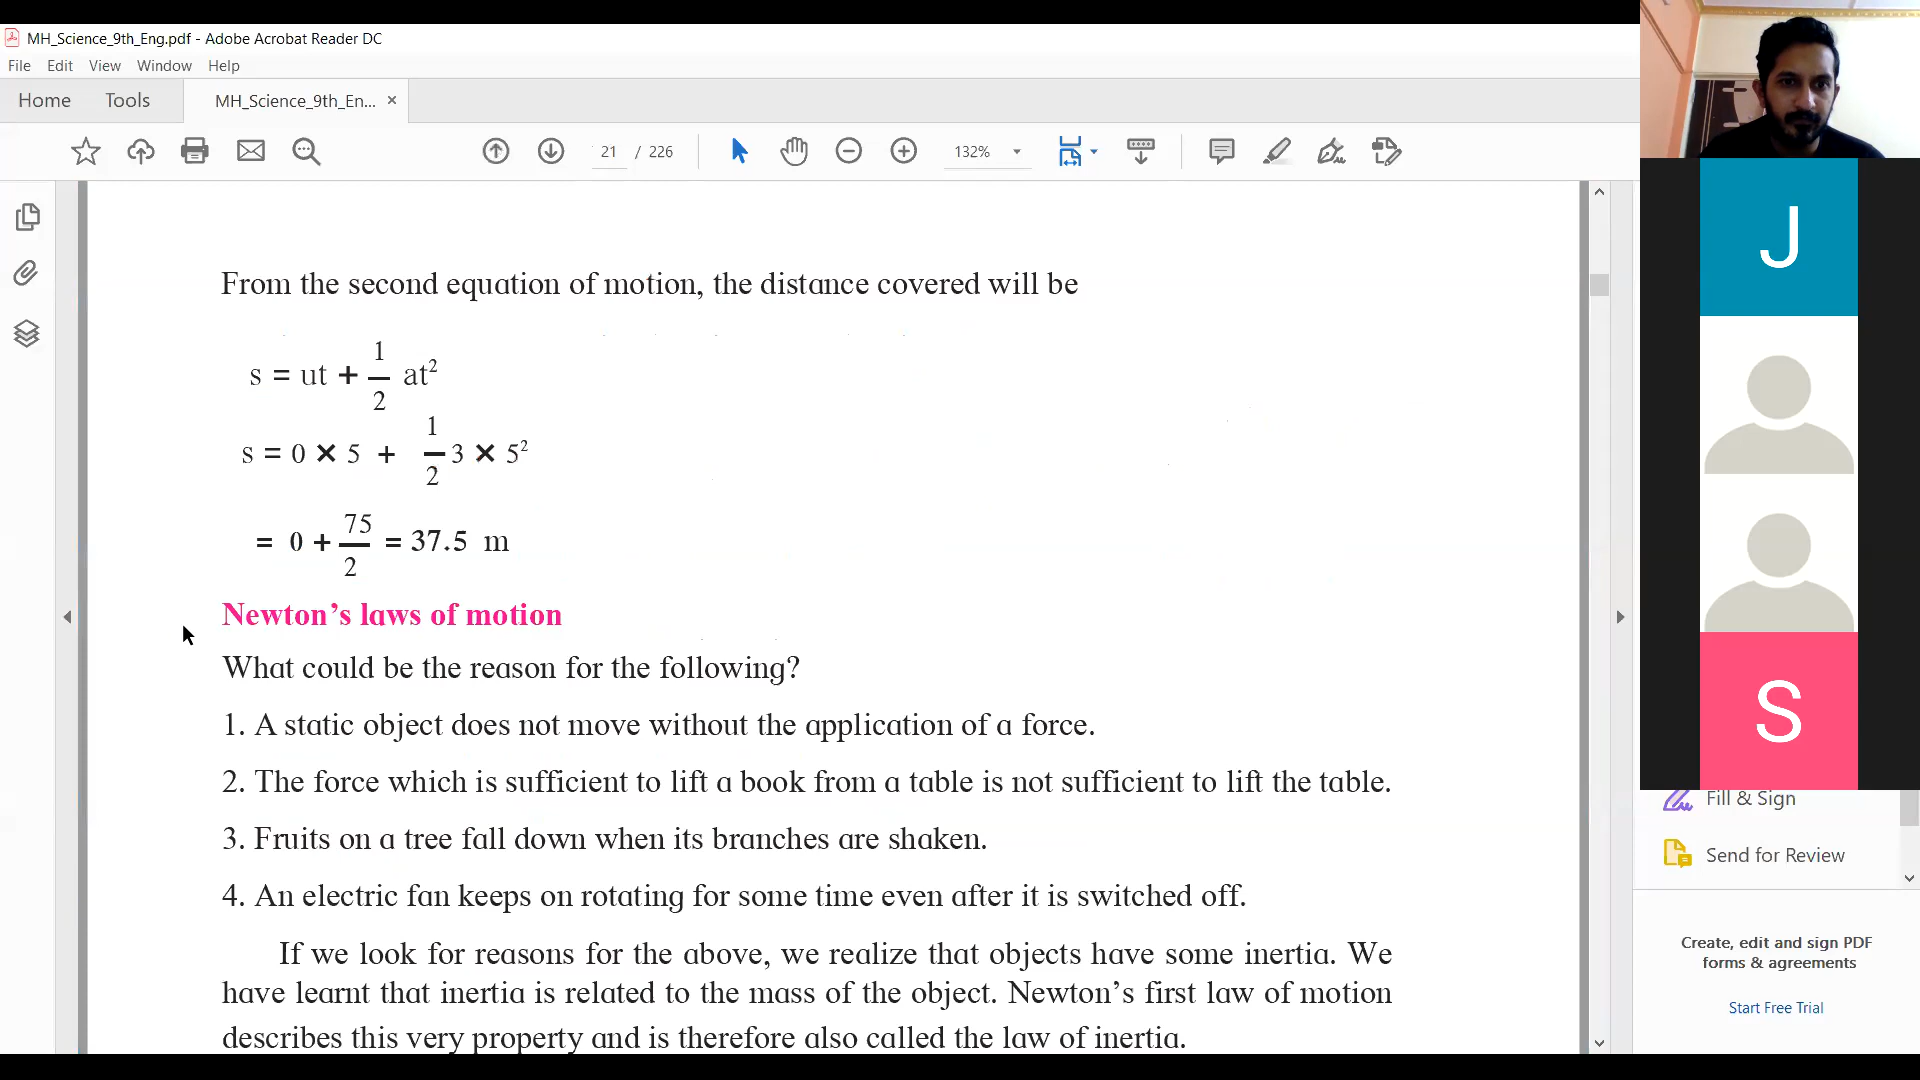 MH_Science_9th_Eng.pdf - Adobe Acrobat Reader DC
File Edit View Window Help
Home Tools MH_Science_9th_En... ×
21 / 226 132%
From the second equation of motion, the distance covered will be
s = ut + 1/2 at²
s = 0 × 5 + 1/2 3 × 5²
= 0 + 75/2 = 37.5 m
Newton's laws of motion
What could be the reason for the following?
1. A static object does not move without the application of a force.
2. The force which is sufficient to lift a book from a table is not sufficient to lift the table.
3. Fruits on a tree fall down when its branches are shaken.
4. An electric fan keeps on rotating for some time even after it is switched off.
If we look for reasons for the above, we realize that objects have some inertia. We
have learnt that inertia is related to the mass of the object. Newton's first law of motion
describes this very property and is therefore also called the law of inertia.
J
S
Fill & Sign
Send for Review
Create, edit and sign PDF
forms & agreements
Start Free Trial